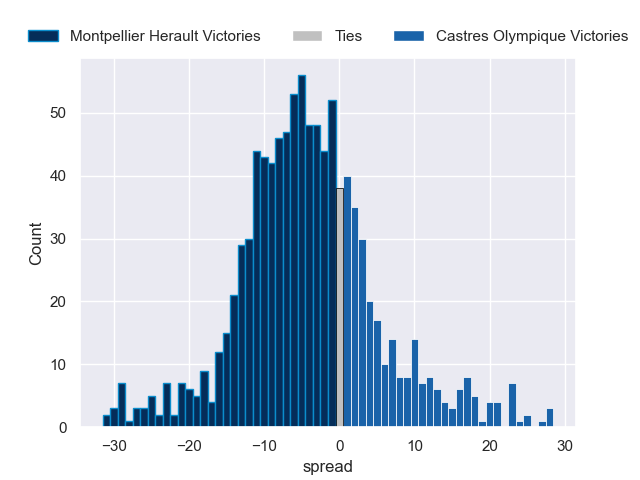 Montpellier Herault Victories Ties Castres Olympique Victories
50
40
30
20
10
0
Count
−30 −20 −10 0 10 20 30
spread